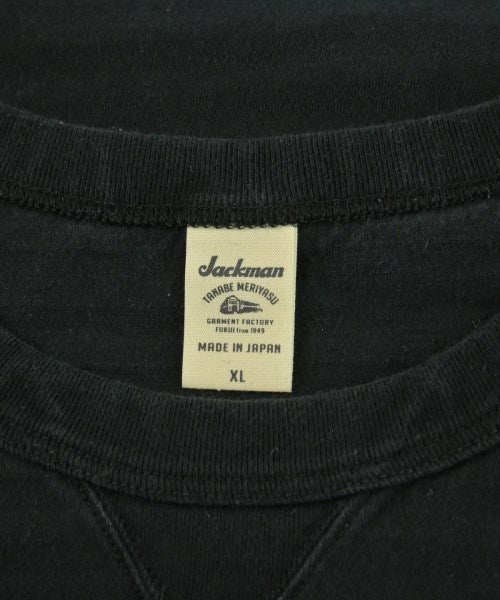 Jackman
TANABE MERIYASU
GARMENT FACTORY
FUKUI from 1949
MADE IN JAPAN
XL